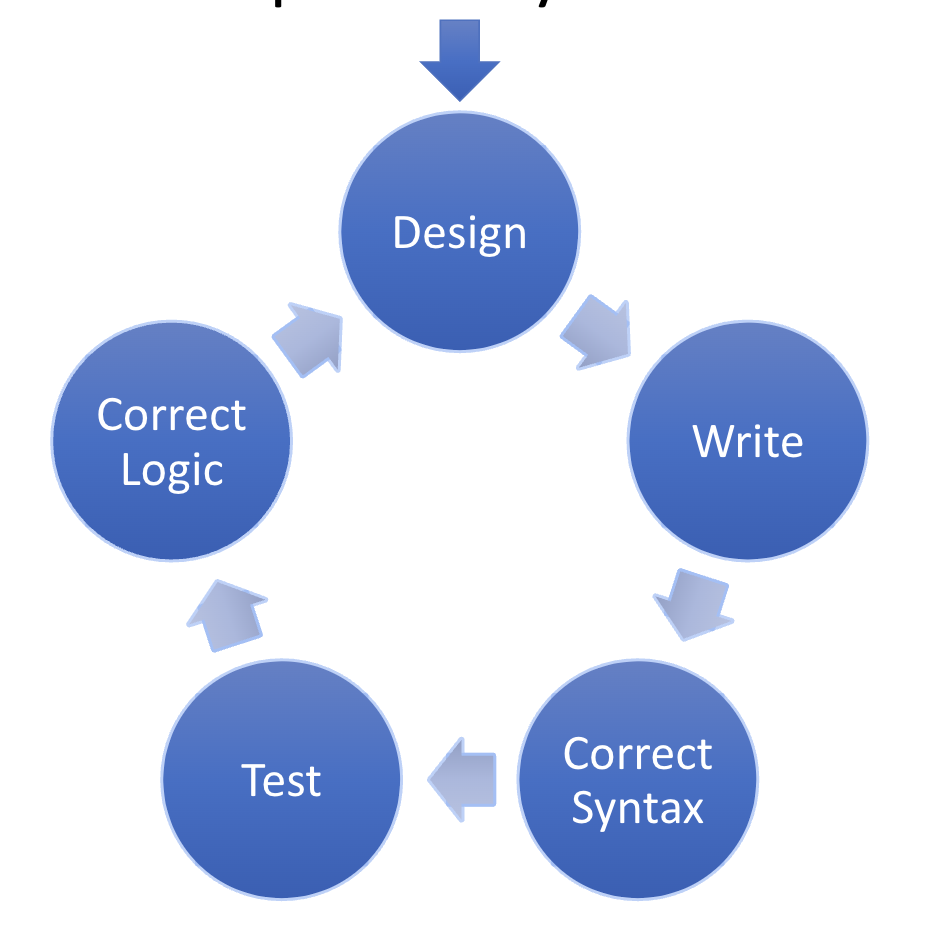 Design
Write
Correct
Syntax
Test
Correct
Logic